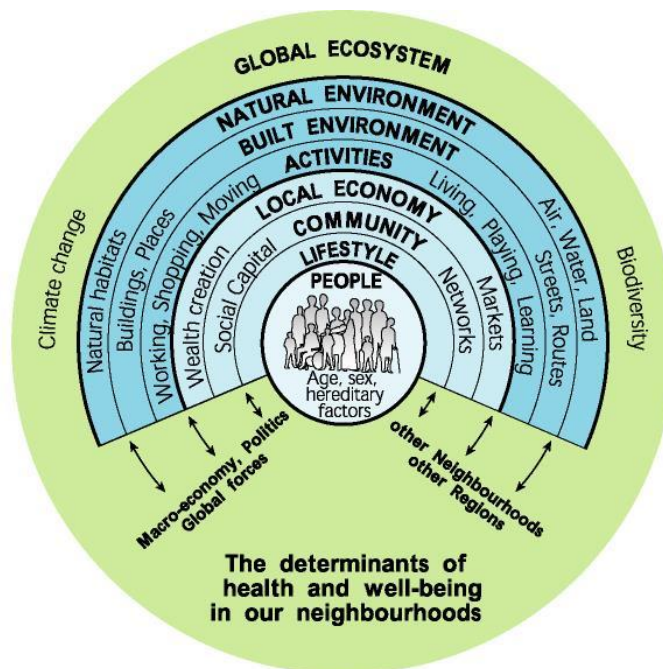 GLOBAL ECOSYSTEM
NATURAL ENVIRONMENT
BUILT ENVIRONMENT
ACTIVITIES
LOCAL ECONOMY
COMMUNITY
LIFESTYLE
PEOPLE
Age, sex,
hereditary
factors
Climate change
Natural habitats
Buildings, Places
Working, Shopping, Moving
Wealth creation
Social Capital
Networks
Markets
Living, Playing, Learning
Streets, Routes
Air, Water, Land
Biodiversity
Macro-economy, Politics
Global forces
other Neighbourhoods
other Regions
The determinants of
health and well-being
in our neighbourhoods